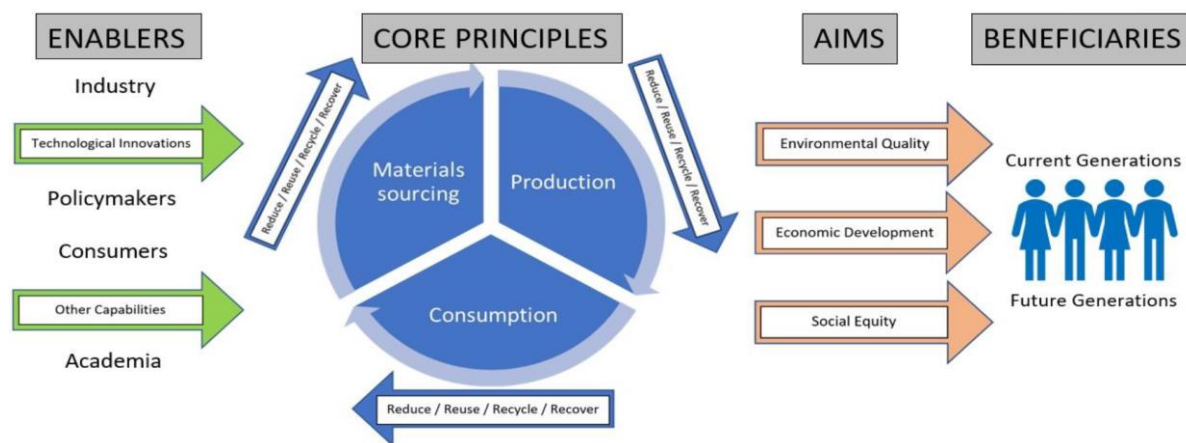 ENABLERS
Industry
Technological Innovations
Policymakers
Consumers
Other Capabilities
Academia
CORE PRINCIPLES
Reduce / Reuse / Recycle / Recover
Materials
sourcing
Production
Consumption
Reduce / Reuse / Recycle / Recover
Reduce / Reuse / Recycle / Recover
AIMS
Environmental Quality
Economic Development
Social Equity
BENEFICIARIES
Current Generations
Future Generations